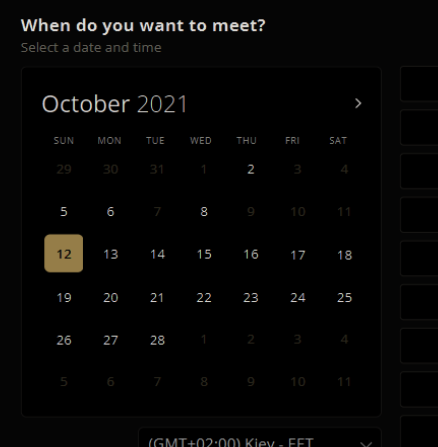 When do you want to meet?
Select a date and time
October 2021 >
SUN MON TUE WED THU FRI SAT
29 30 31 1 2 3 4
5 6 7 8 9 10 11
12 13 14 15 16 17 18
19 20 21 22 23 24 25
26 27 28 1 2 3 4
5 6 7 8 9 10 11
(GMT+02:00) Kiev - EET